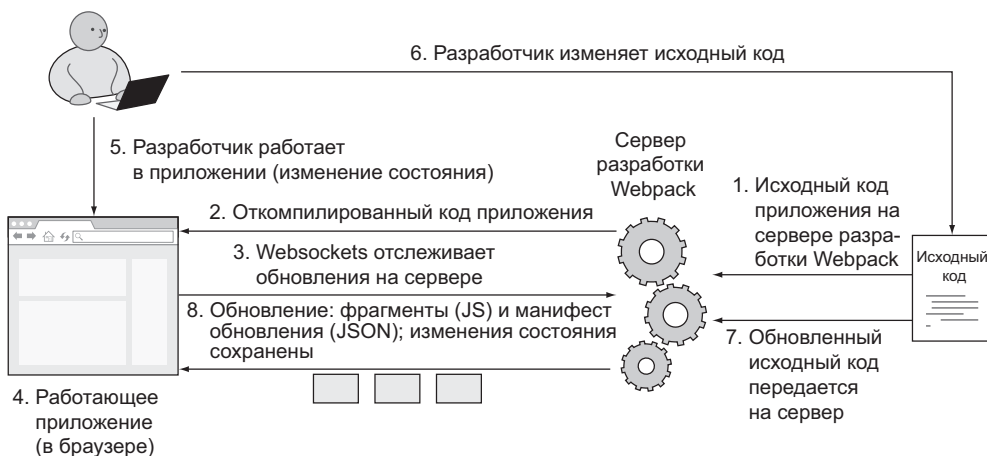 6. Разработчик изменяет исходный код
5. Разработчик работает
в приложении (изменение состояния)
Сервер
разработки
Webpack
1. Исходный код
приложения на
сервере разра-
ботки Webpack
2. Откомпилированный код приложения
3. Websockets отслеживает
обновления на сервере
Исходный
код
8. Обновление: фрагменты (JS) и манифест
обновления (JSON); изменения состояния
сохранены
7. Обновленный
исходный код
передается
на сервер
4. Работающее
приложение
(в браузере)